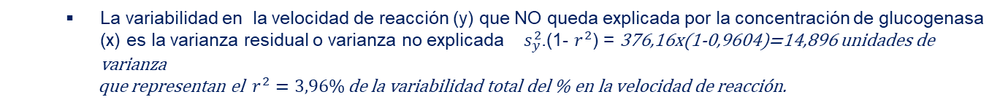 ▪ La variabilidad en la velocidad de reacción (y) que NO queda explicada por la concentración de glucogenasa
(x) es la varianza residual o varianza no explicada $s_y^2$.(1- $r^2$) = 376,16x(1-0,9604)=14,896 unidades de
varianza
que representan el $r^2$ = 3,96% de la variabilidad total del % en la velocidad de reacción.